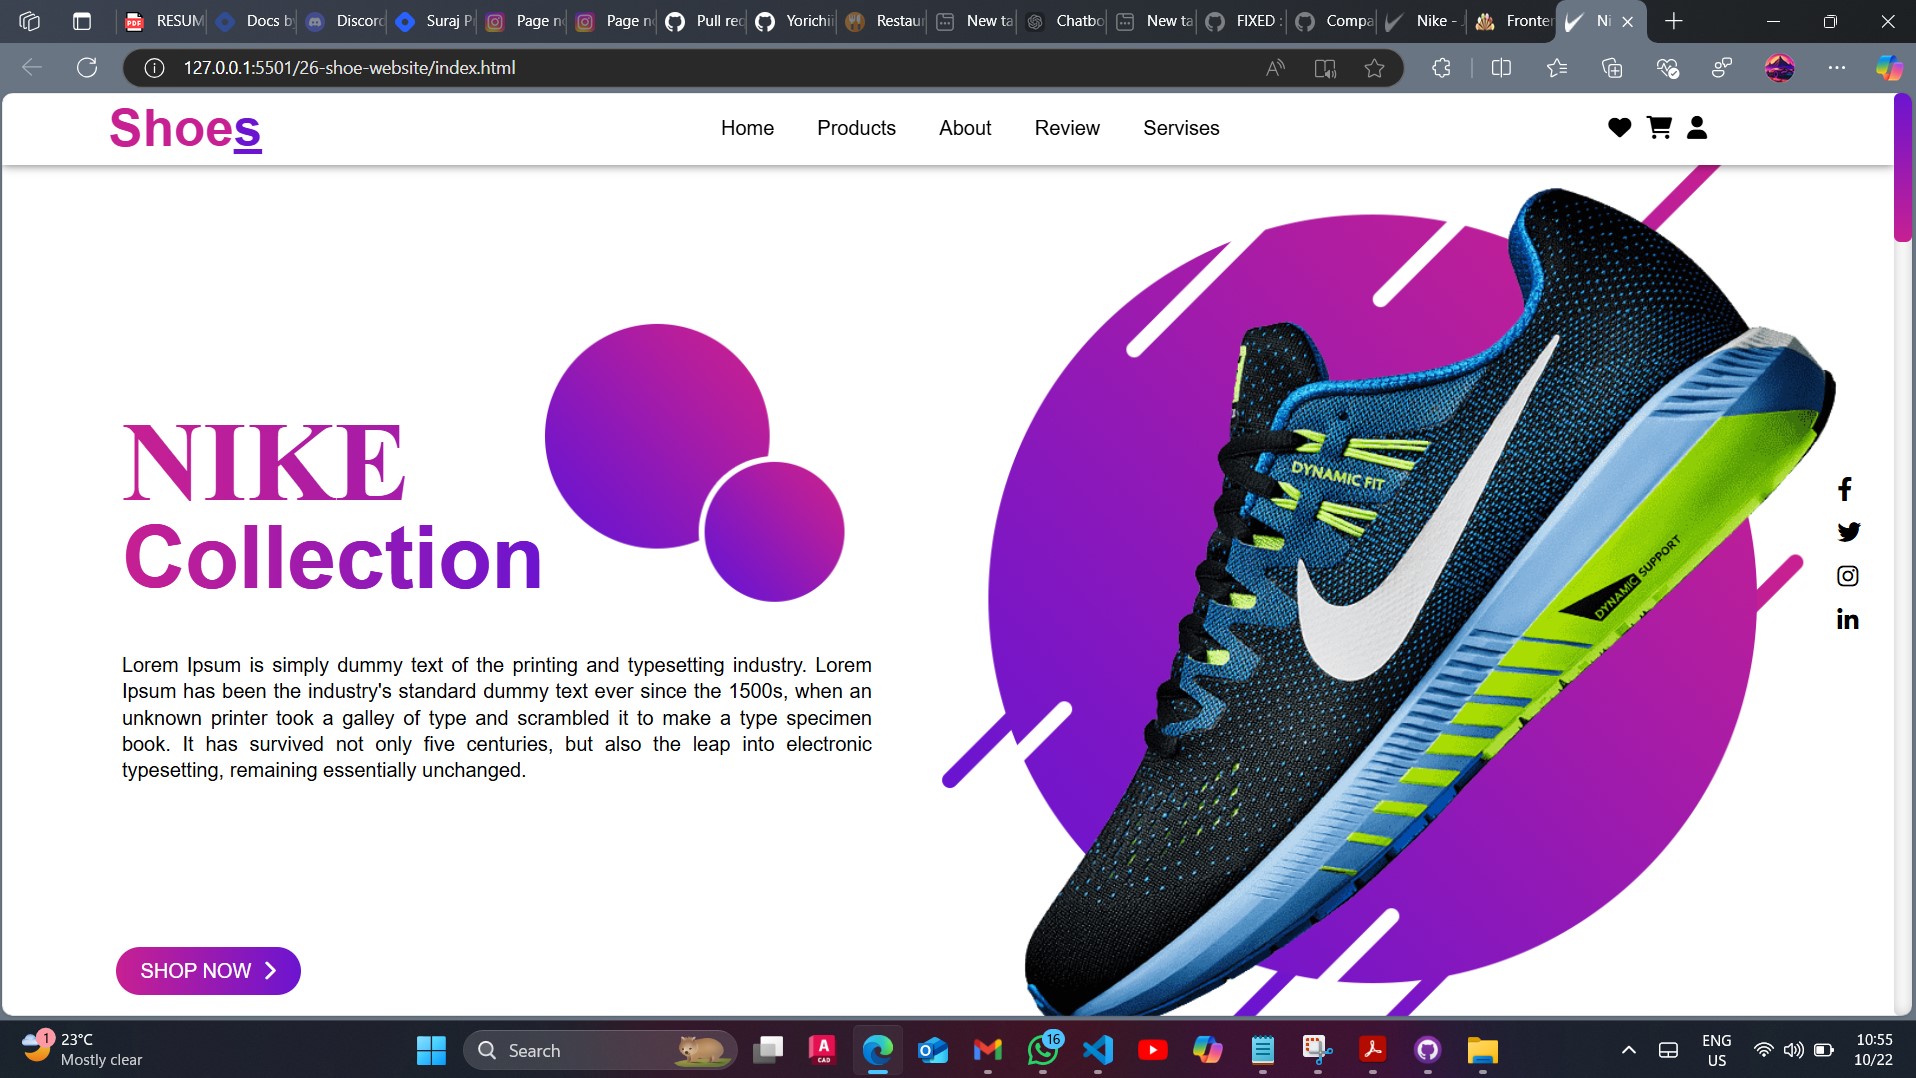 RESUM
Docs b
Discor
Suraj P
Page n
Page n
Pull rec
Yorichii
Restau
New ta
Chatbo
New ta
FIXED :
Compa
Nike -
Fronte
Ni
127.0.0.1:5501/26-shoe-website/index.html
Shoes
Home Products About Review Servises
NIKE
Collection
DYNAMIC FIT
DYNAMIC SUPPORT
Lorem Ipsum is simply dummy text of the printing and typesetting industry. Lorem
Ipsum has been the industry's standard dummy text ever since the 1500s, when an
unknown printer took a galley of type and scrambled it to make a type specimen
book. It has survived not only five centuries, but also the leap into electronic
typesetting, remaining essentially unchanged.
SHOP NOW
1
23°C
Mostly clear
Search
16
ENG
US
10:55
10/22